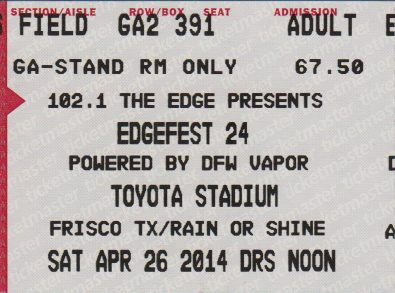 SECTION/AISLE ROW/BOX SEAT ADMISSION
FIELD GA2 391 ADULT
GA-STAND RM ONLY 67.50
102.1 THE EDGE PRESENTS
EDGEFEST 24
POWERED BY DFW VAPOR
TOYOTA STADIUM
FRISCO TX/RAIN OR SHINE
SAT APR 26 2014 DRS NOON